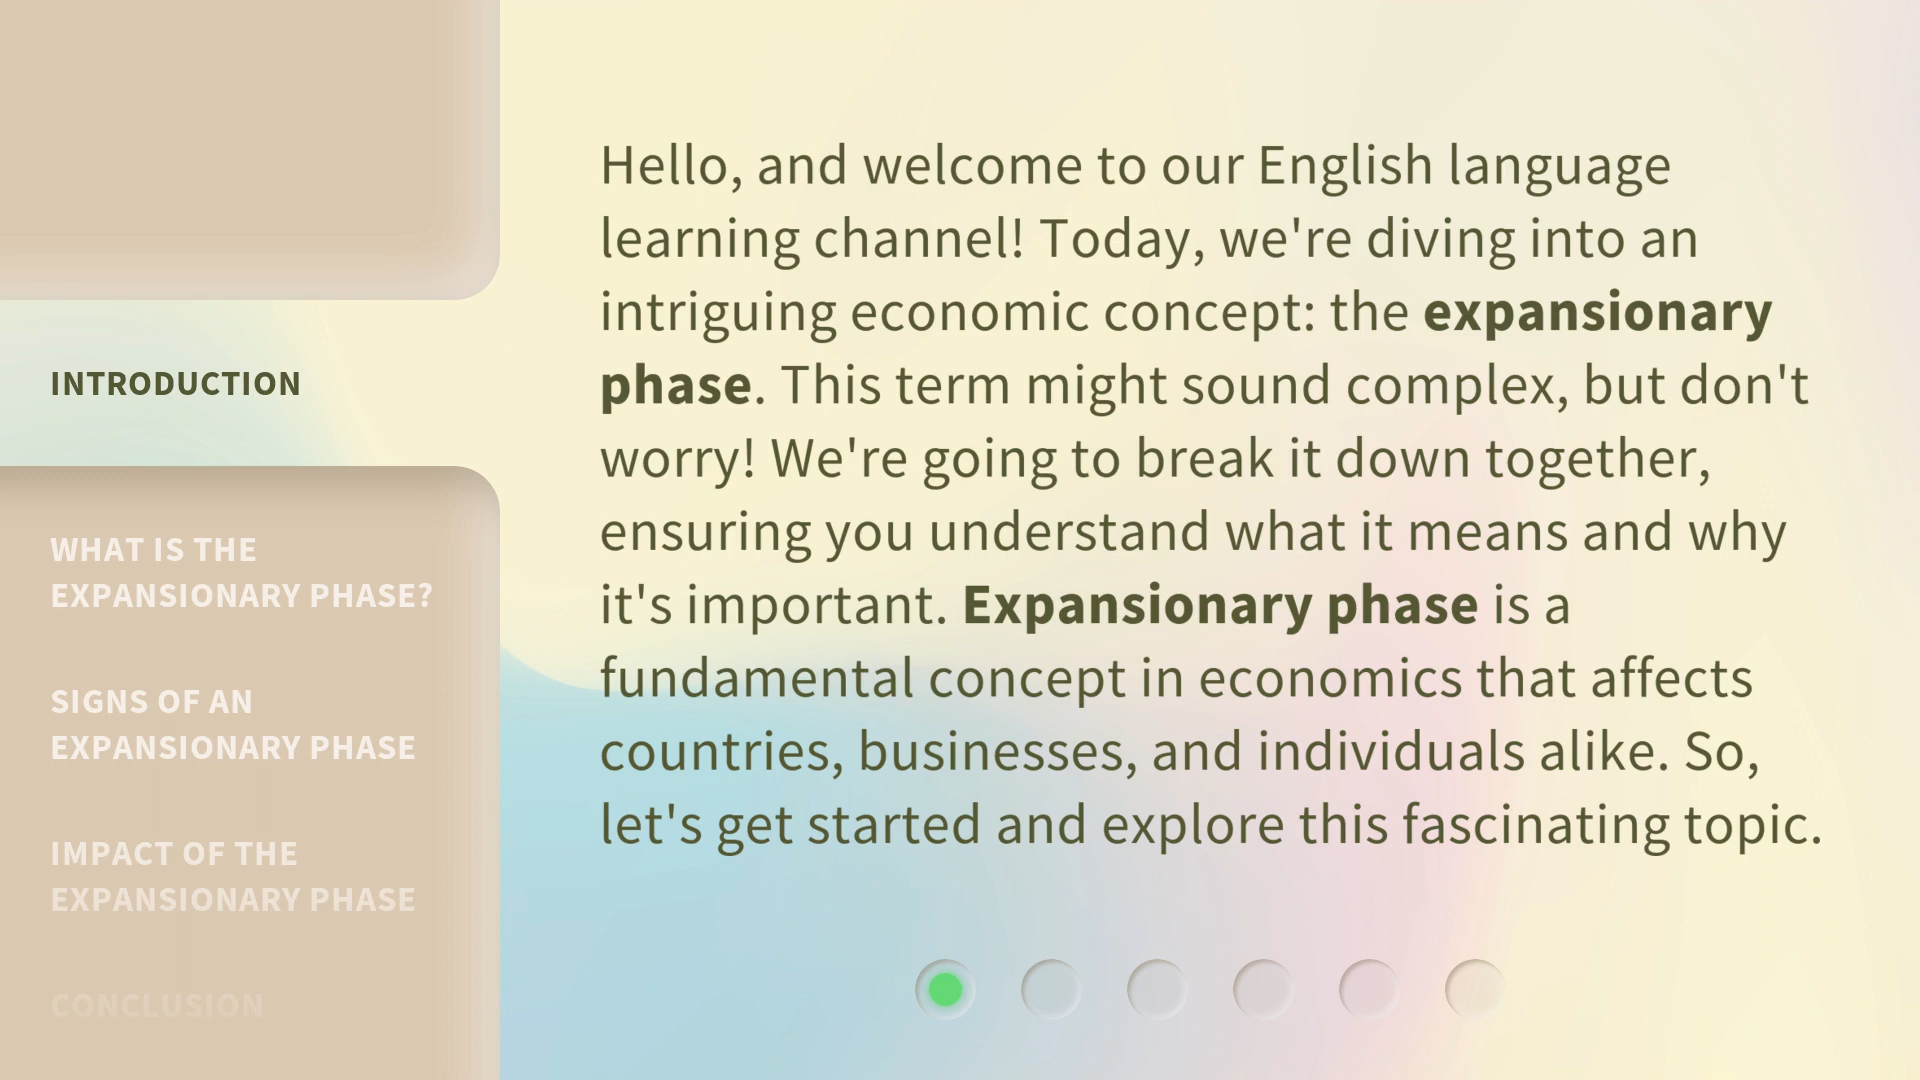 INTRODUCTION
WHAT IS THE
EXPANSIONARY PHASE?
SIGNS OF AN
EXPANSIONARY PHASE
IMPACT OF THE
EXPANSIONARY PHASE
CONCLUSION
Hello, and welcome to our English language
learning channel! Today, we're diving into an
intriguing economic concept: the expansionary
phase. This term might sound complex, but don't
worry! We're going to break it down together,
ensuring you understand what it means and why
it's important. Expansionary phase is a
fundamental concept in economics that affects
countries, businesses, and individuals alike. So,
let's get started and explore this fascinating topic.